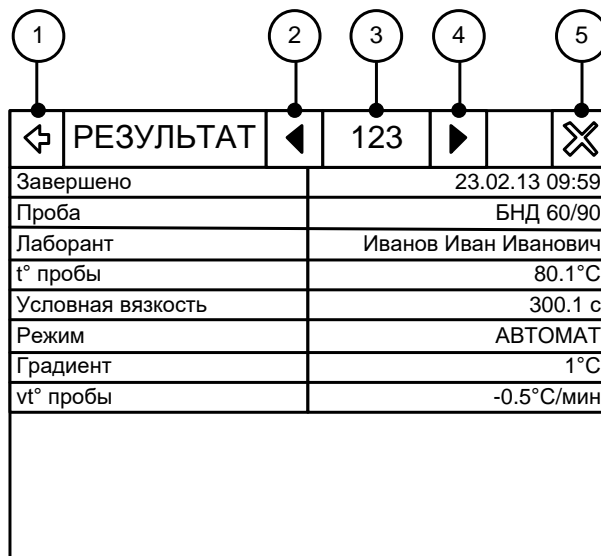 1 2 3 4 5
РЕЗУЛЬТАТ 123
Завершено 23.02.13 09:59
Проба БНД 60/90
Лаборант Иванов Иван Иванович
t° пробы 80.1°C
Условная вязкость 300.1 с
Режим АВТОМАТ
Градиент 1°C
vt° пробы -0.5°C/мин